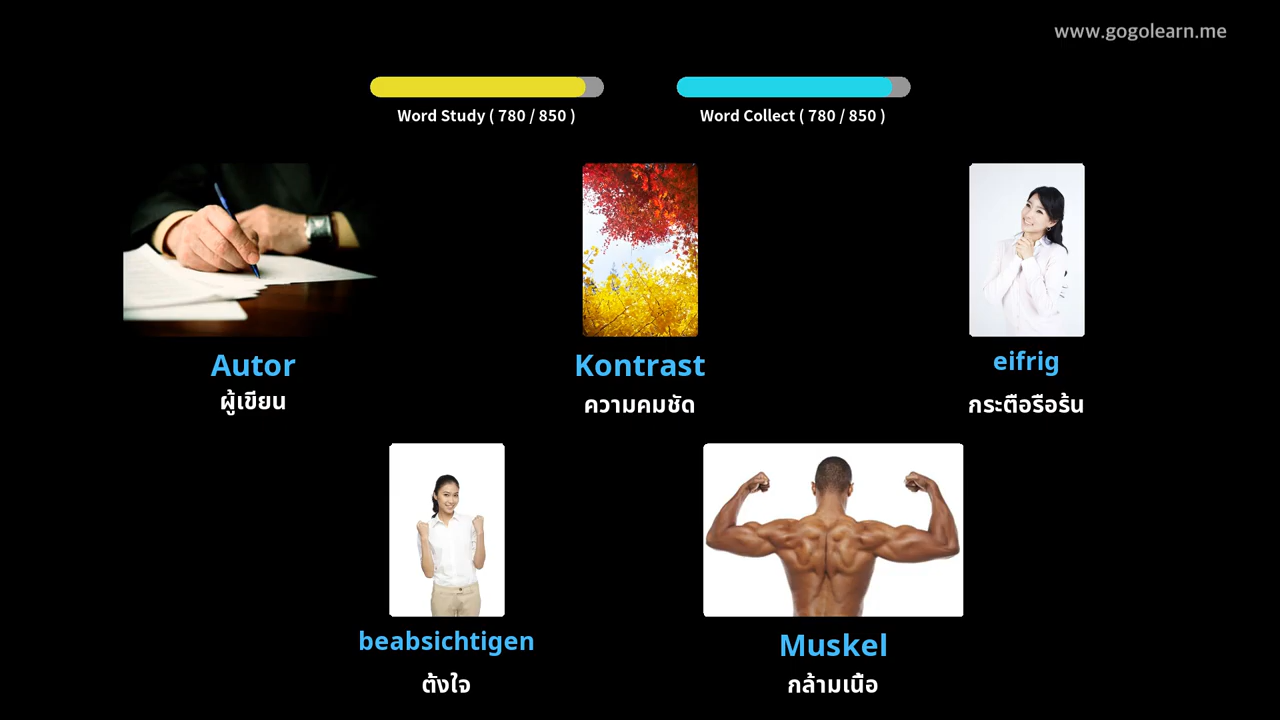 www.gogolearn.me
Word Study ( 780 / 850 )
Word Collect ( 780 / 850 )
Autor
ผู้เขียน
Kontrast
ความคมชัด
eifrig
กระตือรือร้น
beabsichtigen
ตั้งใจ
Muskel
กล้ามเนื้อ